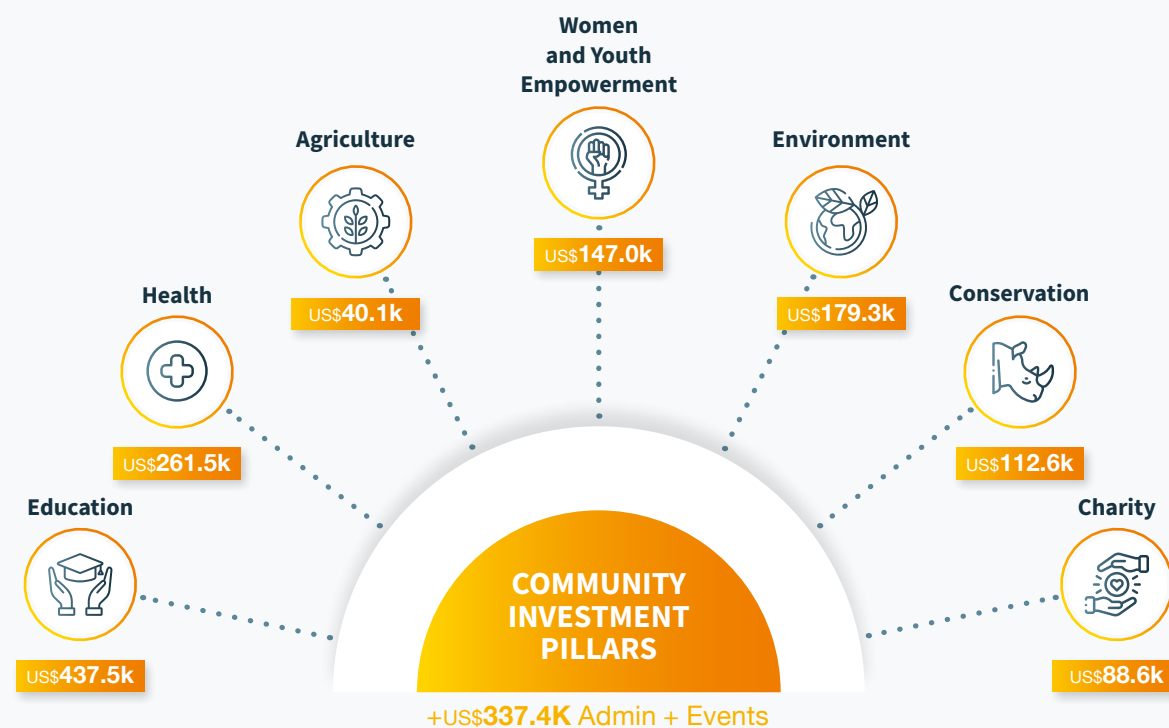 Women
and Youth
Empowerment
Agriculture
Environment
US$147.0k
Health
Conservation
US$40.1k
US$179.3k
US$261.5k
US$112.6k
Education
Charity
COMMUNITY
INVESTMENT
PILLARS
US$437.5k
US$88.6k
+US$337.4K Admin + Events